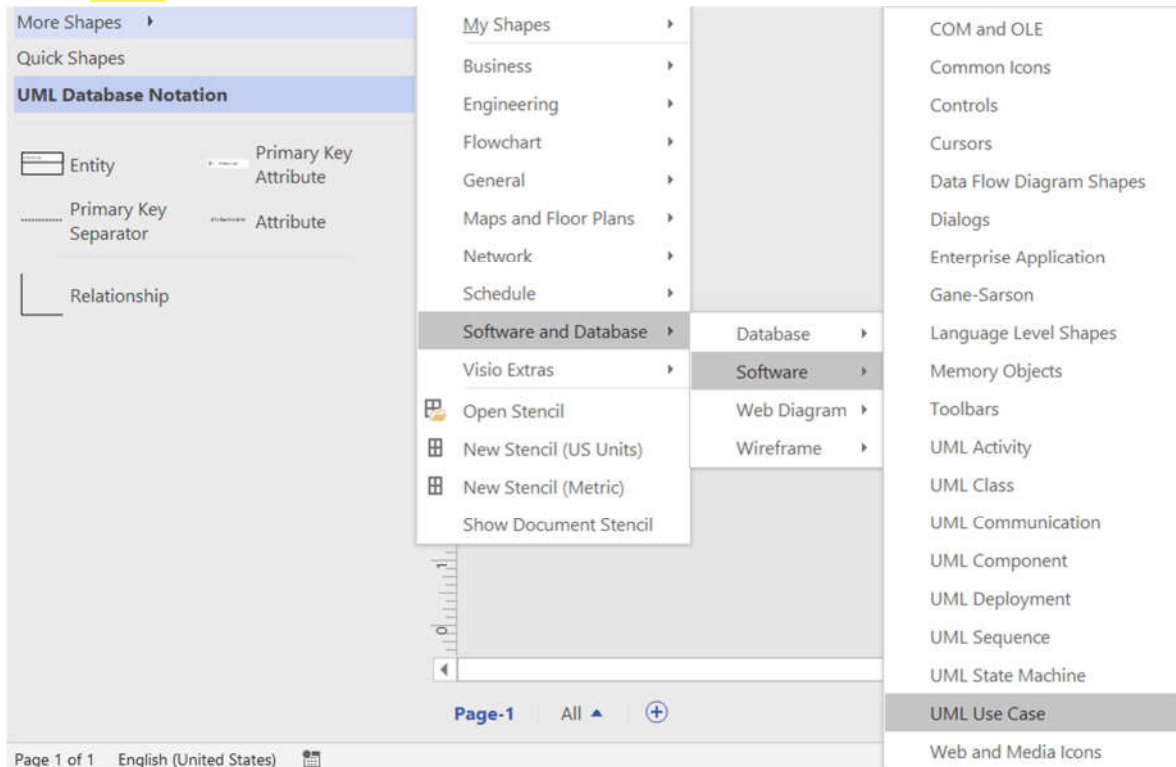 More Shapes
Quick Shapes
UML Database Notation
Entity
Primary Key
Attribute
Primary Key
Separator
Attribute
Relationship
My Shapes
Business
Engineering
Flowchart
General
Maps and Floor Plans
Network
Schedule
Software and Database
Visio Extras
Open Stencil
New Stencil (US Units)
New Stencil (Metric)
Show Document Stencil
Database
Software
Web Diagram
Wireframe
COM and OLE
Common Icons
Controls
Cursors
Data Flow Diagram Shapes
Dialogs
Enterprise Application
Gane-Sarson
Language Level Shapes
Memory Objects
Toolbars
UML Activity
UML Class
UML Communication
UML Component
UML Deployment
UML Sequence
UML State Machine
UML Use Case
Web and Media Icons
1
0
Page-1 All
Page 1 of 1 English (United States)